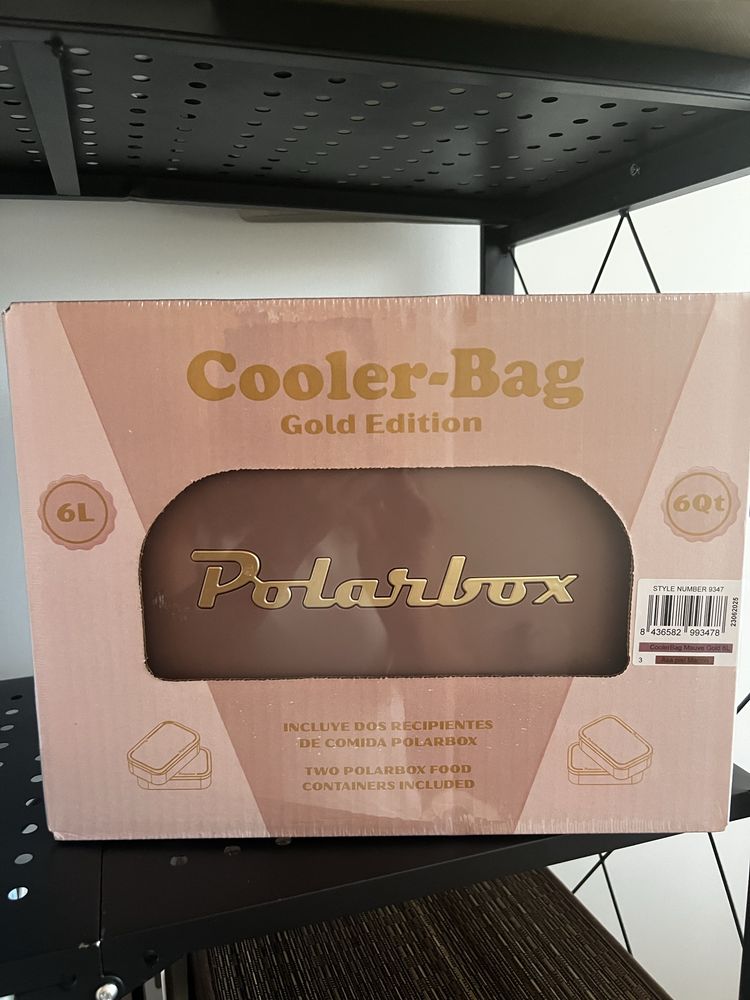 Cooler-Bag
Gold Edition
6L
6Qt
Polarbox
STYLE NUMBER 9347
8 436582 993478
23062025
CoolerBag Mauve Gold 6L
3
INCLUYE DOS RECIPIENTES
DE COMIDA POLARBOX
TWO POLARBOX FOOD
CONTAINERS INCLUDED